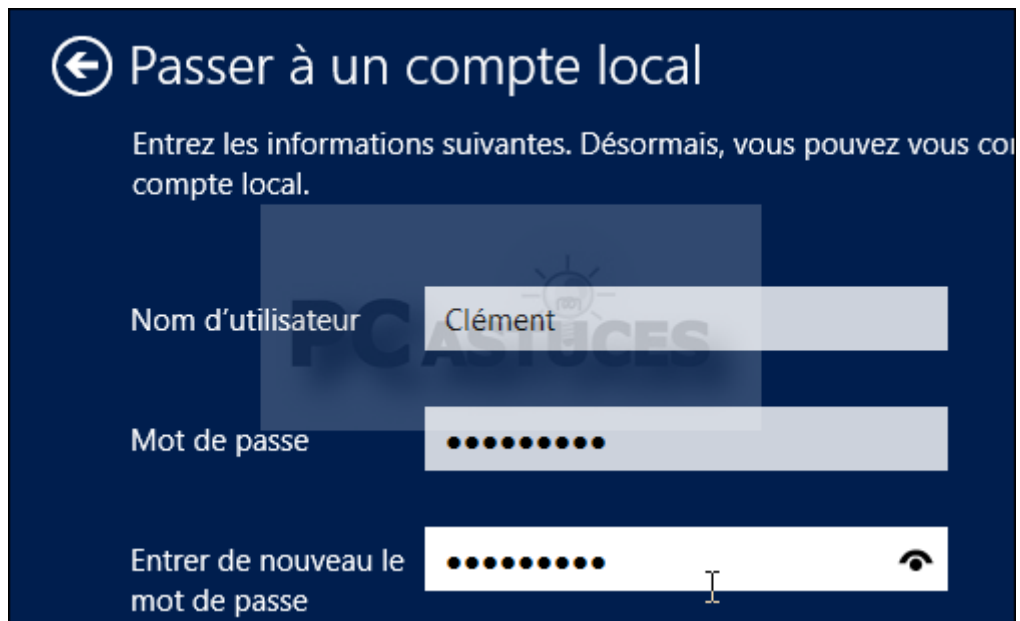 Passer à un compte local
Entrez les informations suivantes. Désormais, vous pouvez vous
compte local.
Nom d’utilisateur
Clément
PC ASTUCES
Mot de passe
●●●●●●●●●
Entrer de nouveau le
mot de passe
●●●●●●●●●